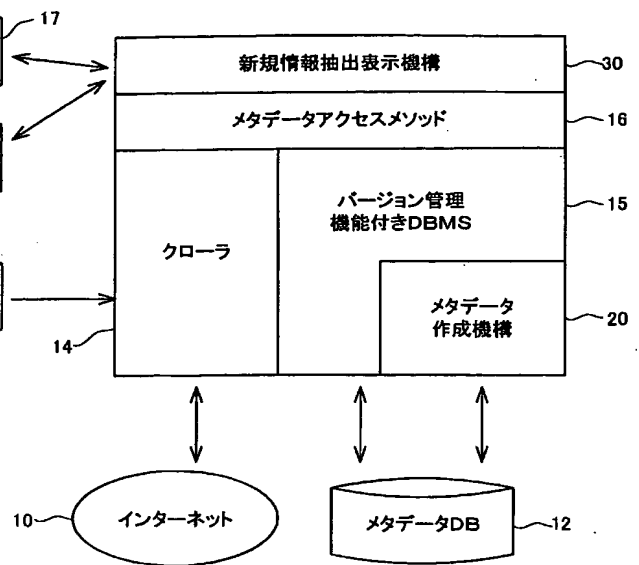 17
新規情報抽出表示機構
30
メタデータアクセスメソッド
16
バージョン管理
機能付きDBMS
15
クローラ
メタデータ
作成機構
20
14
10
インターネット
メタデータDB
12